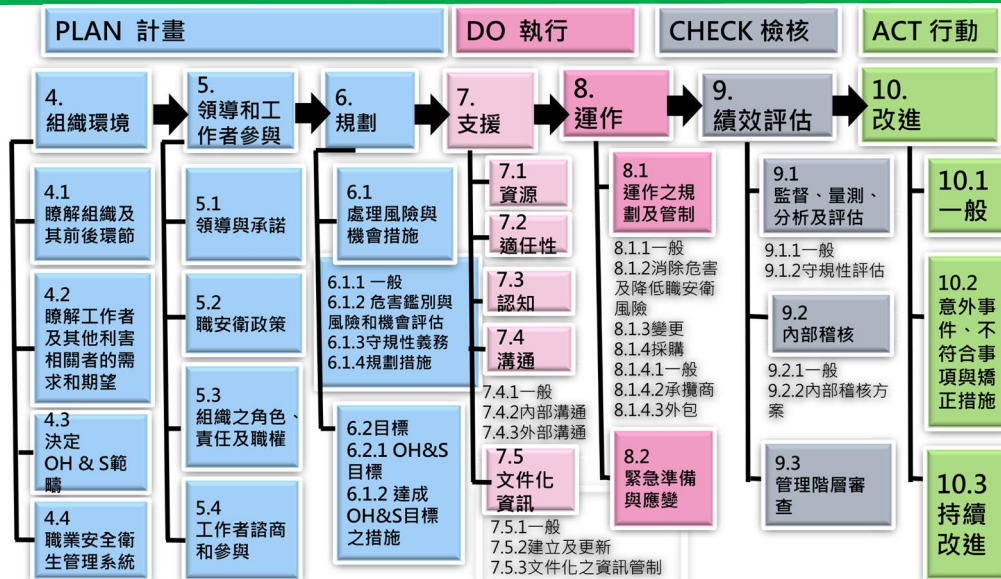 PLAN 計畫
DO 執行
CHECK 檢核
ACT 行動
4.
組織環境
5.
領導和工
作者參與
6.
規劃
7.
支援
8.
運作
9.
績效評估
10.
改進
4.1
瞭解組織及
其前後環節
4.2
瞭解工作者
及其他利害
相關者的需
求和期望
4.3
決定
OH & S範
疇
4.4
職業安全衛
生管理系統
5.1
領導與承諾
5.2
職安衛政策
5.3
組織之角色、
責任及職權
5.4
工作者諮商
和參與
6.1
處理風險與
機會措施
6.1.1 一般
6.1.2 危害鑑別與
風險和機會評估
6.1.3守規性義務
6.1.4規劃措施
6.2目標
6.2.1 OH&S
目標
6.1.2 達成
OH&S目標
之措施
7.1
資源
7.2
適任性
7.3
認知
7.4
溝通
7.4.1一般
7.4.2內部溝通
7.4.3外部溝通
7.5
文件化
資訊
7.5.1一般
7.5.2建立及更新
7.5.3文件化之資訊管制
8.1
運作之規
劃及管制
8.1.1一般
8.1.2消除危害
及降低職安衛
風險
8.1.3變更
8.1.4採購
8.1.4.1一般
8.1.4.2承攬商
8.1.4.3外包
8.2
緊急準備
與應變
9.1
監督、量測、
分析及評估
9.1.1一般
9.1.2守規性評估
9.2
內部稽核
9.2.1一般
9.2.2內部稽核方
案
9.3
管理階層審
查
10.1
一般
10.2
意外事
件、不
符合事
項與矯
正措施
10.3
持續
改進